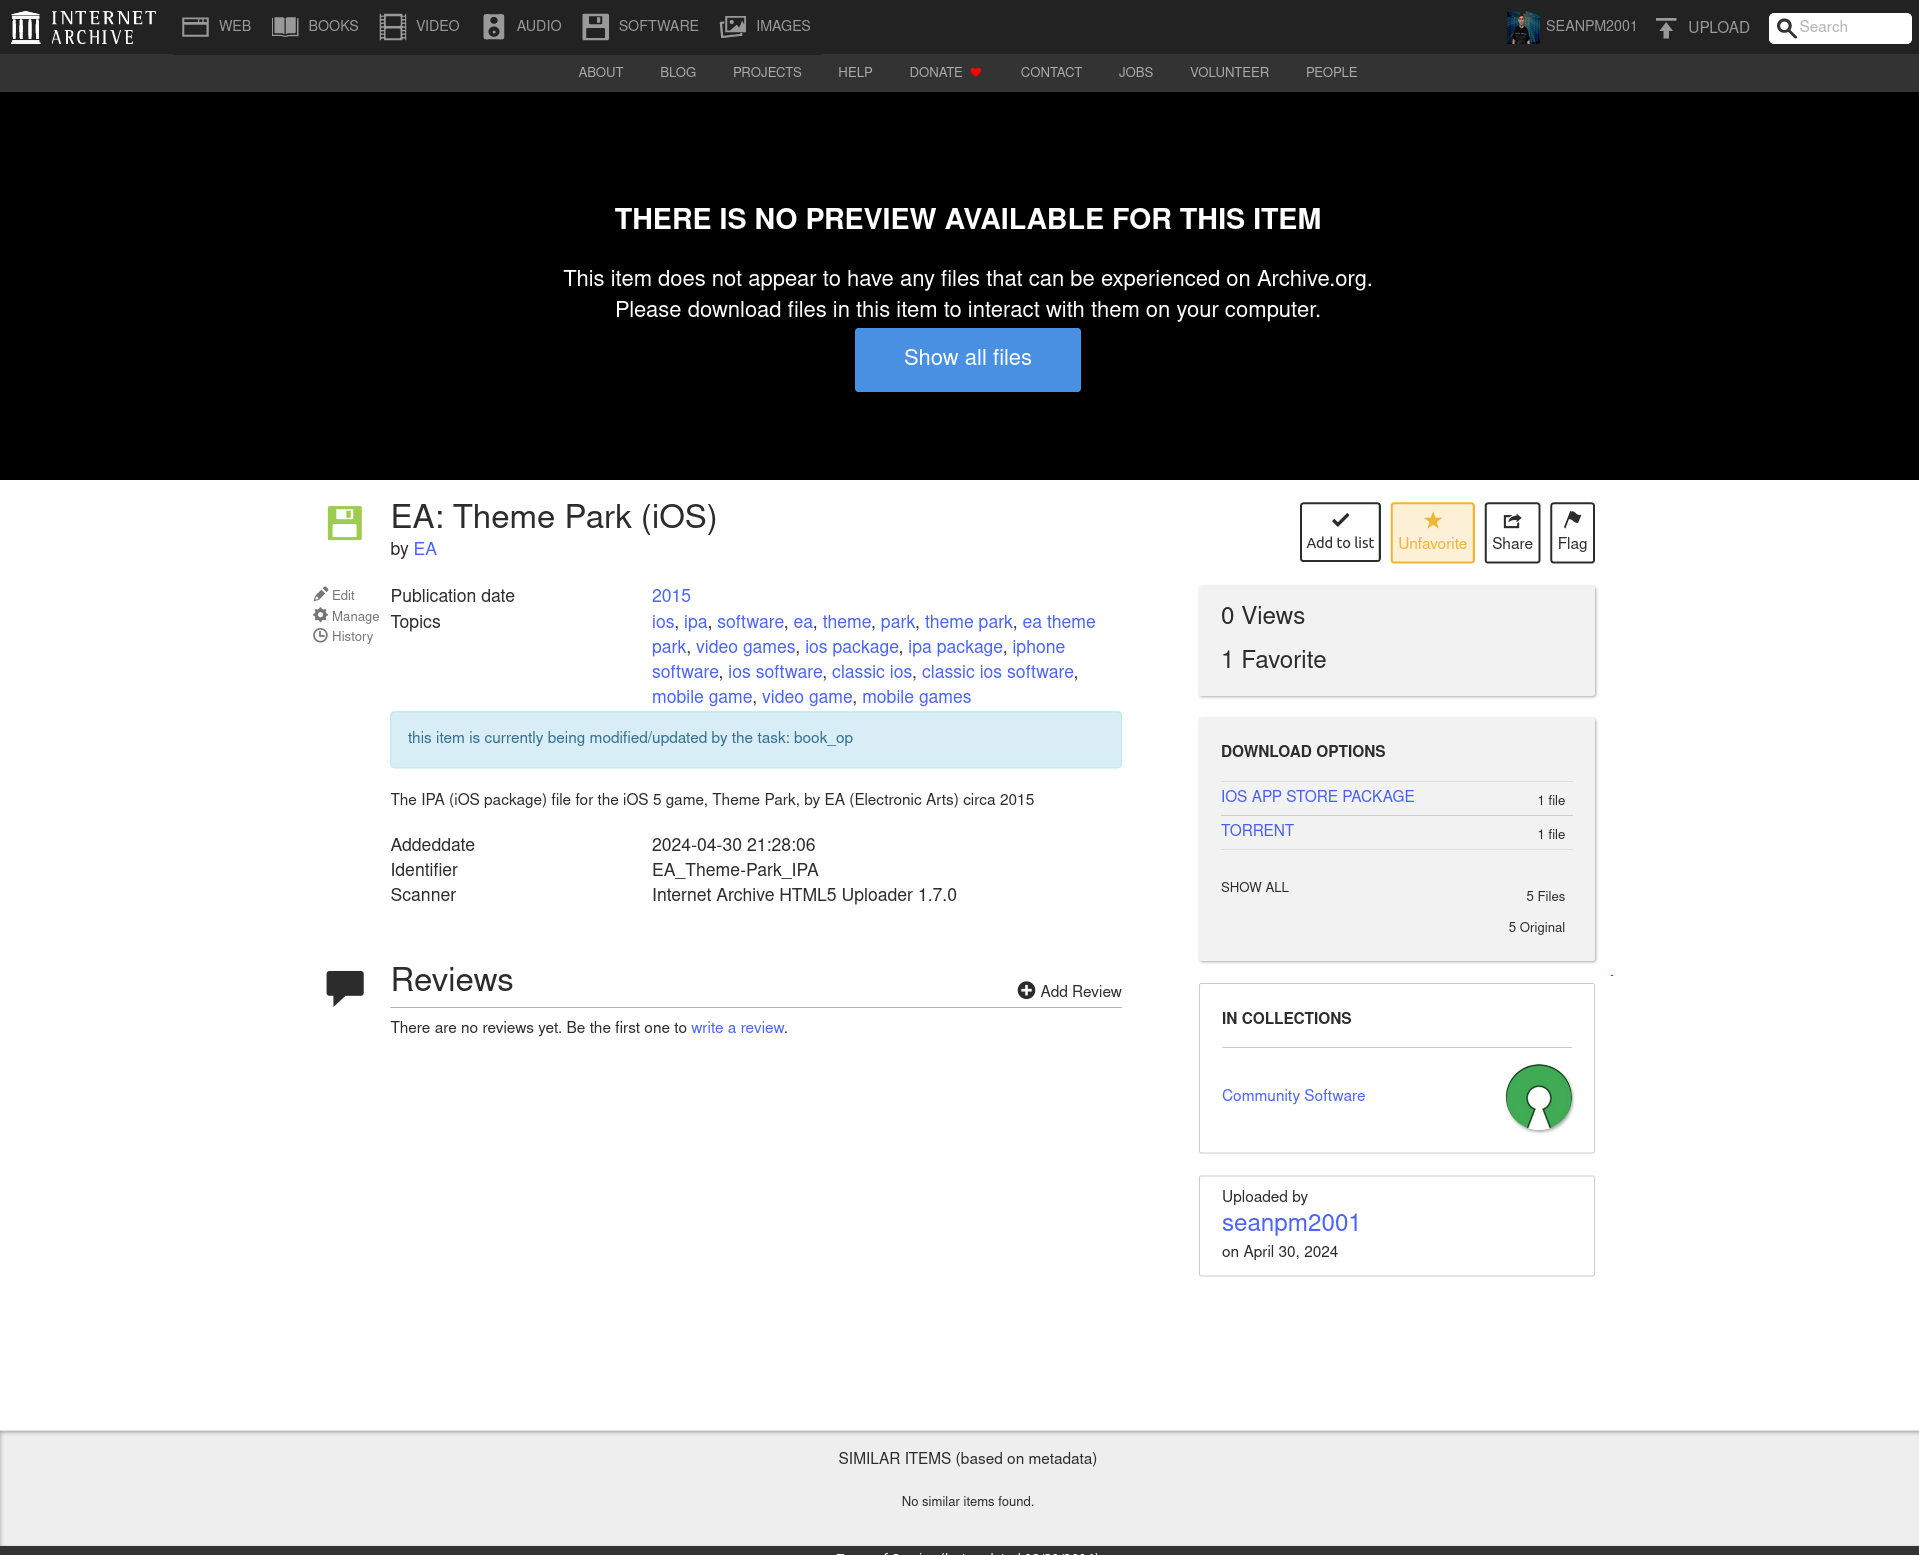 INTERNET ARCHIVE
WEB BOOKS VIDEO AUDIO SOFTWARE IMAGES SEANPM2001 UPLOAD Search
ABOUT BLOG PROJECTS HELP DONATE CONTACT JOBS VOLUNTEER PEOPLE
THERE IS NO PREVIEW AVAILABLE FOR THIS ITEM
This item does not appear to have any files that can be experienced on Archive.org.
Please download files in this item to interact with them on your computer.
Show all files
EA: Theme Park (iOS)
by EA
Add to list Unfavorite Share Flag
Edit
Manage
History
Publication date 2015
Topics ios, ipa, software, ea, theme, park, theme park, ea theme
park, video games, ios package, ipa package, iphone
software, ios software, classic ios, classic ios software,
mobile game, video game, mobile games
this item is currently being modified/updated by the task: book_op
The IPA (iOS package) file for the iOS 5 game, Theme Park, by EA (Electronic Arts) circa 2015
Addeddate 2024-04-30 21:28:06
Identifier EA_Theme-Park_IPA
Scanner Internet Archive HTML5 Uploader 1.7.0
Reviews
Add Review
There are no reviews yet. Be the first one to write a review.
0 Views
1 Favorite
DOWNLOAD OPTIONS
IOS APP STORE PACKAGE 1 file
TORRENT 1 file
SHOW ALL 5 Files
5 Original
IN COLLECTIONS
Community Software
Uploaded by
seanpm2001
on April 30, 2024
SIMILAR ITEMS (based on metadata)
No similar items found.